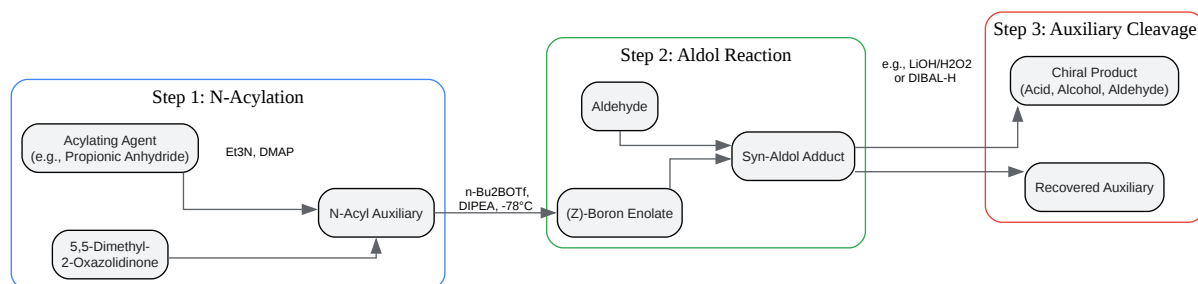 Step 1: N-Acylation
Acylating Agent
(e.g., Propionic Anhydride)
Et3N, DMAP
5,5-Dimethyl-
2-Oxazolidinone
N-Acyl Auxiliary
n-Bu2BOTf,
DIPEA, -78°C
Step 2: Aldol Reaction
Aldehyde
(Z)-Boron Enolate
Syn-Aldol Adduct
e.g., LiOH/H2O2
or DIBAL-H
Step 3: Auxiliary Cleavage
Chiral Product
(Acid, Alcohol, Aldehyde)
Recovered Auxiliary